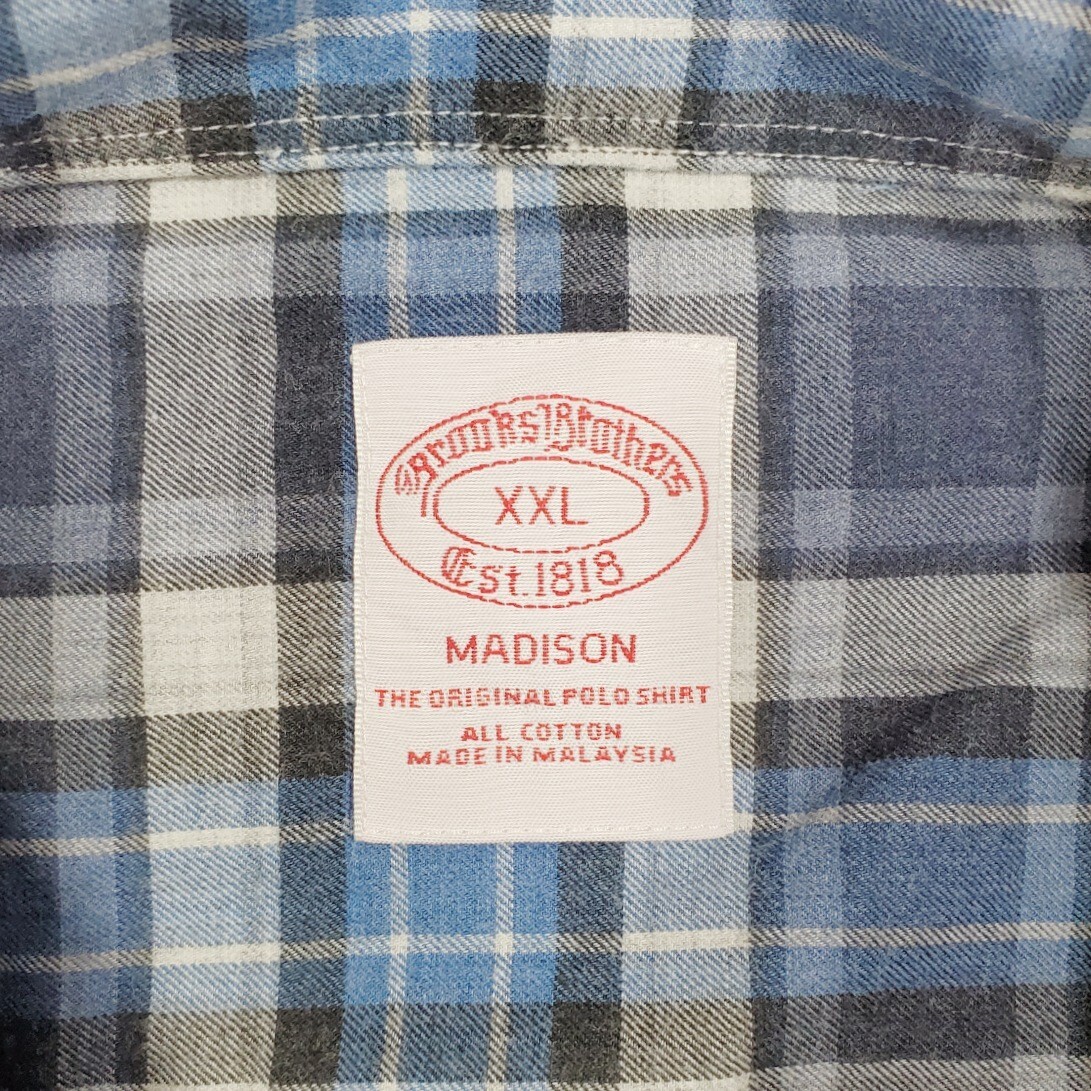 Brooks Brothers
XXL
Est. 1818
MADISON
THE ORIGINAL POLO SHIRT
ALL COTTON
MADE IN MALAYSIA